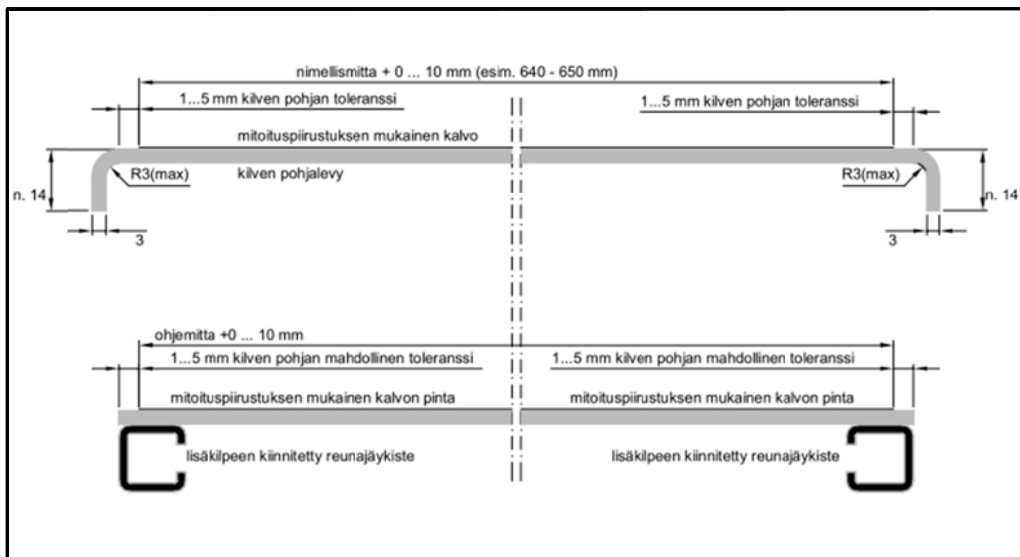 nimellismitta + 0 ... 10 mm (esim. 640 - 650 mm)
1...5 mm kilven pohjan toleranssi
1...5 mm kilven pohjan toleranssi
mitoituspiirustuksen mukainen kalvo
R3(max)
kilven pohjalevy
R3(max)
n. 14
n. 14
3
3
ohjemitta +0 ... 10 mm
1...5 mm kilven pohjan mahdollinen toleranssi
1...5 mm kilven pohjan mahdollinen toleranssi
mitoituspiirustuksen mukainen kalvon pinta
mitoituspiirustuksen mukainen kalvon pinta
lisäkilpeen kiinnitetty reunajäykiste
lisäkilpeen kiinnitetty reunajäykiste